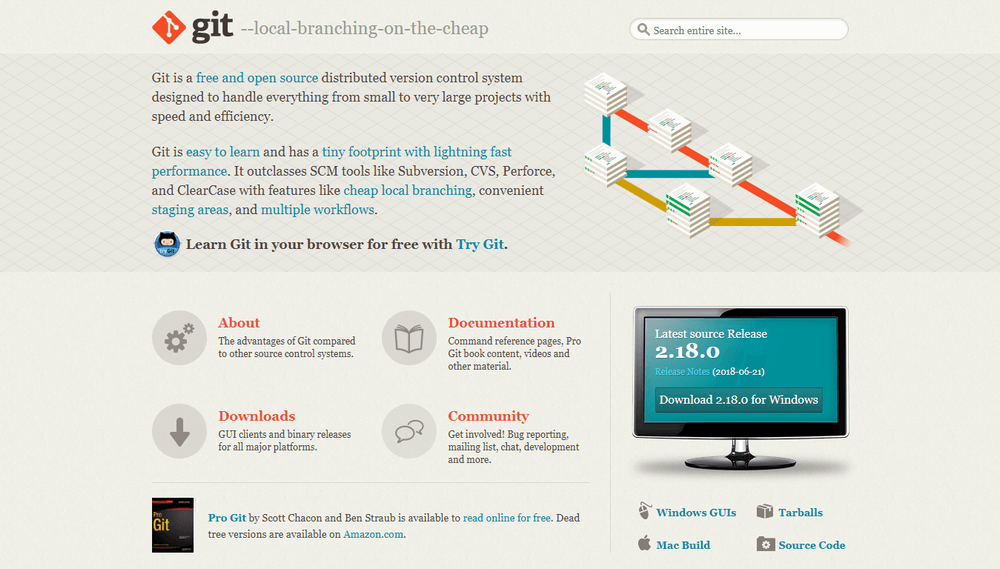 git --local-branching-on-the-cheap
Search entire site...
Git is a free and open source distributed version control system
designed to handle everything from small to very large projects with
speed and efficiency.
Git is easy to learn and has a tiny footprint with lightning fast
performance. It outclasses SCM tools like Subversion, CVS, Perforce,
and ClearCase with features like cheap local branching, convenient
staging areas, and multiple workflows.
Learn Git in your browser for free with Try Git.
About
The advantages of Git compared
to other source control systems.
Documentation
Command reference pages, Pro
Git book content, videos and
other material.
Downloads
GUI clients and binary releases
for all major platforms.
Community
Get involved! Bug reporting,
mailing list, chat, development
and more.
Pro
Git
Pro Git by Scott Chacon and Ben Straub is available to read online for free. Dead
tree versions are available on Amazon.com.
Latest source Release
2.18.0
Release Notes (2018-06-21)
Download 2.18.0 for Windows
Windows GUIs
Tarballs
Mac Build
Source Code